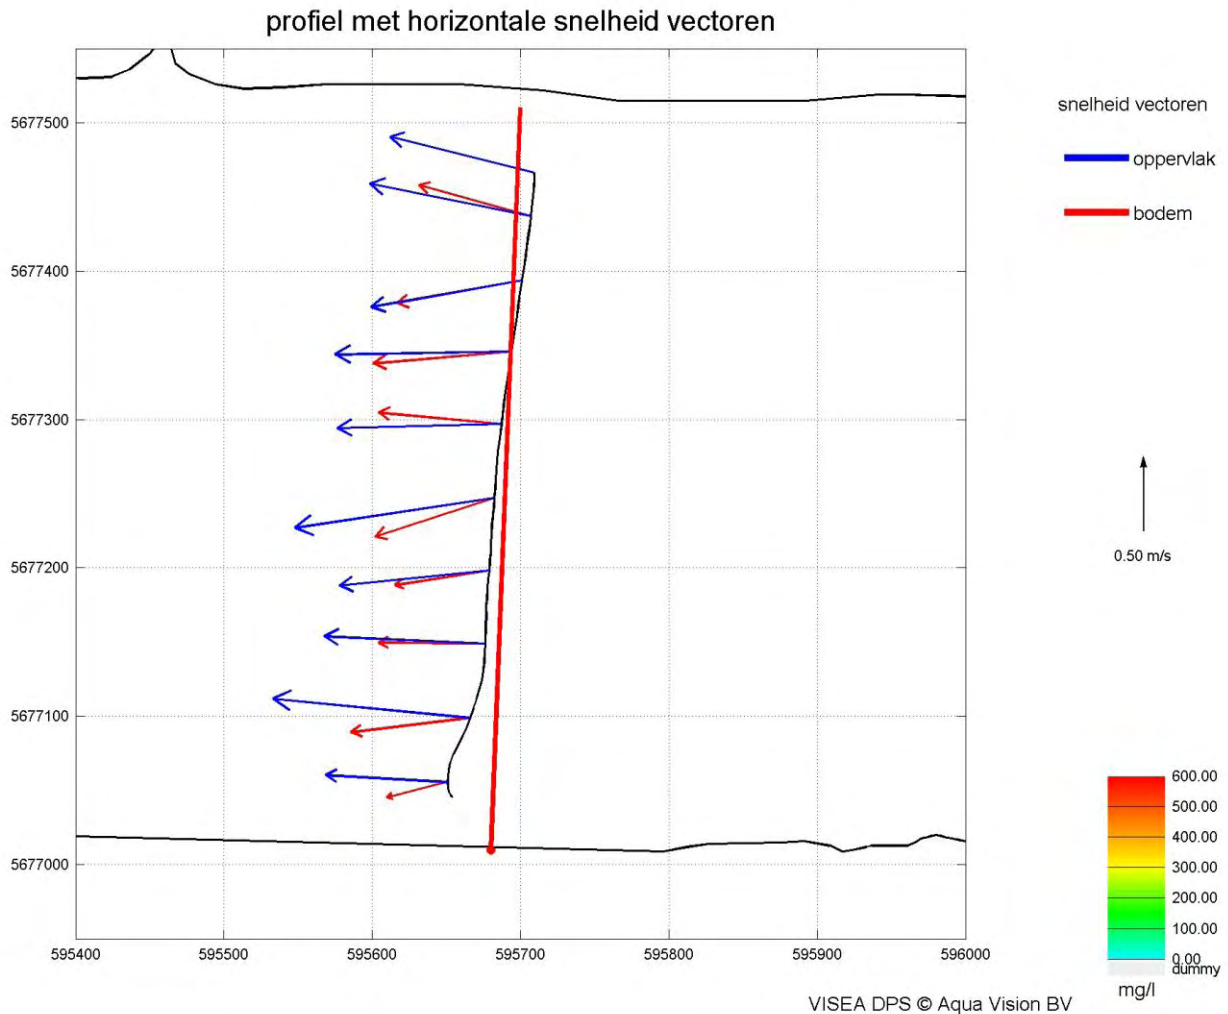 profiel met horizontale snelheid vectoren
5677500
5677400
5677300
5677200
5677100
5677000
595400
595500
595600
595700
595800
595900
596000
snelheid vectoren
oppervlak
bodem
0.50 m/s
600.00
500.00
400.00
300.00
200.00
100.00
0.00
dummy
mg/l
VISEA DPS © Aqua Vision BV